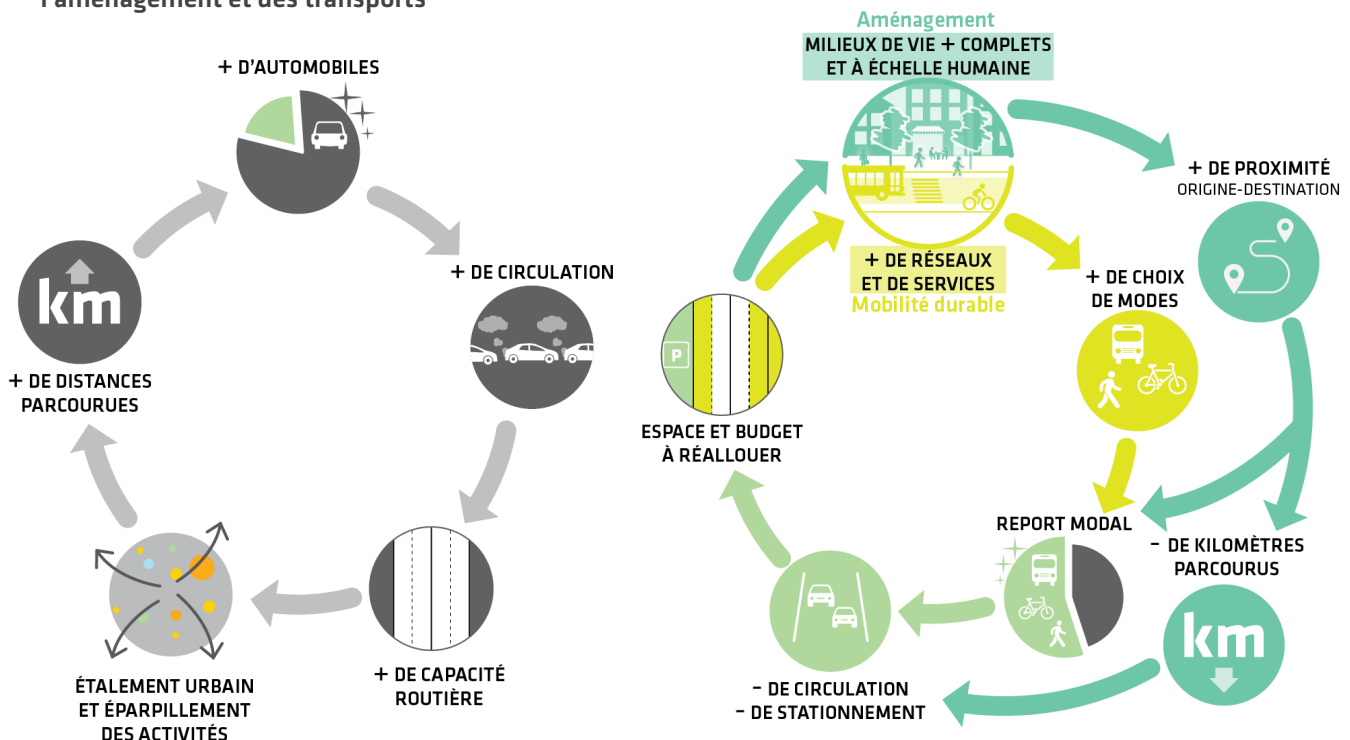 l'aménagement et des transports
+ D'AUTOMOBILES
+ DE CIRCULATION
+ DE CAPACITÉ
ROUTIÈRE
ÉTALEMENT URBAIN
ET ÉPARPILLEMENT
DES ACTIVITÉS
km
+ DE DISTANCES
PARCOURUES
Aménagement
MILIEUX DE VIE + COMPLETS
ET À ÉCHELLE HUMAINE
+ DE RÉSEAUX
ET DE SERVICES
Mobilité durable
+ DE PROXIMITÉ
ORIGINE-DESTINATION
+ DE CHOIX
DE MODES
REPORT MODAL
- DE KILOMÈTRES
PARCOURUS
km
- DE CIRCULATION
- DE STATIONNEMENT
P
ESPACE ET BUDGET
À RÉALLOUER